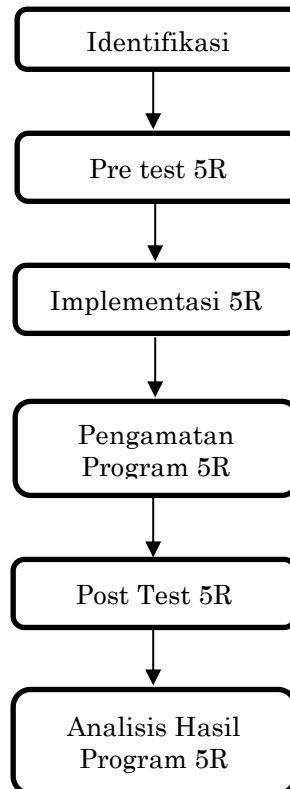 Identifikasi
Pre test 5R
Implementasi 5R
Pengamatan
Program 5R
Post Test 5R
Analisis Hasil
Program 5R